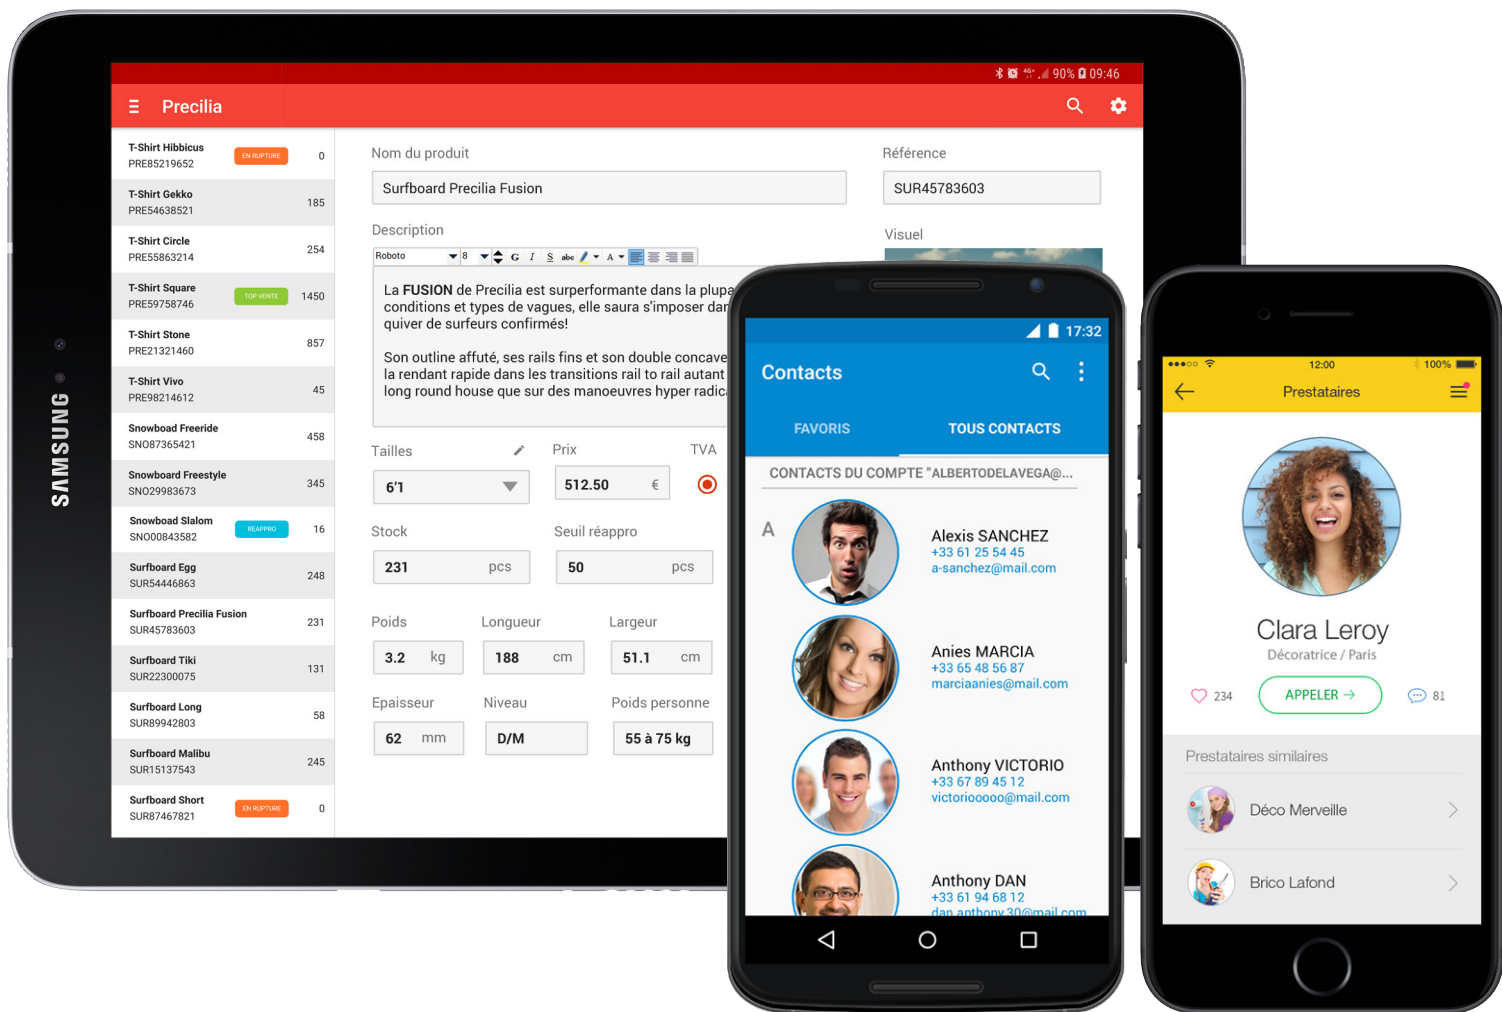 SAMSUNG
90% 09:46
Precilia
T-Shirt Hibbicus
PRE85219652
EN RUPTURE
0
T-Shirt Gekko
PRE54638521
185
T-Shirt Circle
PRE55863214
254
T-Shirt Square
PRE59758746
TOP VENTE
1450
T-Shirt Stone
PRE21321460
857
T-Shirt Vivo
PRE98214612
45
Snowboad Freeride
SNO87365421
458
Snowboard Freestyle
SNO29983673
345
Snowboad Slalom
SNO00843582
REAPPRO
16
Surfboard Egg
SUR54446863
248
Surfboard Precilia Fusion
SUR45783603
231
Surfboard Tiki
SUR22300075
131
Surfboard Long
SUR89942803
58
Surfboard Malibu
SUR15137543
245
Surfboard Short
SUR87467821
EN RUPTURE
0
Nom du produit
Surfboard Precilia Fusion
Référence
SUR45783603
Description
Visuel
Roboto 8 G I S abc A
La FUSION de Precilia est surperformante dans la plupa
conditions et types de vagues, elle saura s'imposer dan
quiver de surfeurs confirmés!
Son outline affuté, ses rails fins et son double concave
la rendant rapide dans les transitions rail to rail autant
long round house que sur des manoeuvres hyper radica
Tailles
Prix
TVA
6'1
512.50 €
Stock
Seuil réappro
231 pcs
50 pcs
Poids
Longueur
Largeur
3.2 kg
188 cm
51.1 cm
Epaisseur
Niveau
Poids personne
62 mm
D/M
55 à 75 kg
17:32
Contacts
FAVORIS
TOUS CONTACTS
CONTACTS DU COMPTE "ALBERTODELAVEGA@...
A
Alexis SANCHEZ
+33 61 25 54 45
a-sanchez@mail.com
Anies MARCIA
+33 65 48 56 87
marciaanies@mail.com
Anthony VICTORIO
+33 67 89 45 12
victoriooooo@mail.com
Anthony DAN
+33 61 94 68 12
dan.anthony.30@mail.com
12:00
100%
Prestataires
Clara Leroy
Décoratrice / Paris
234
APPELER →
81
Prestataires similaires
Déco Merveille
Brico Lafond